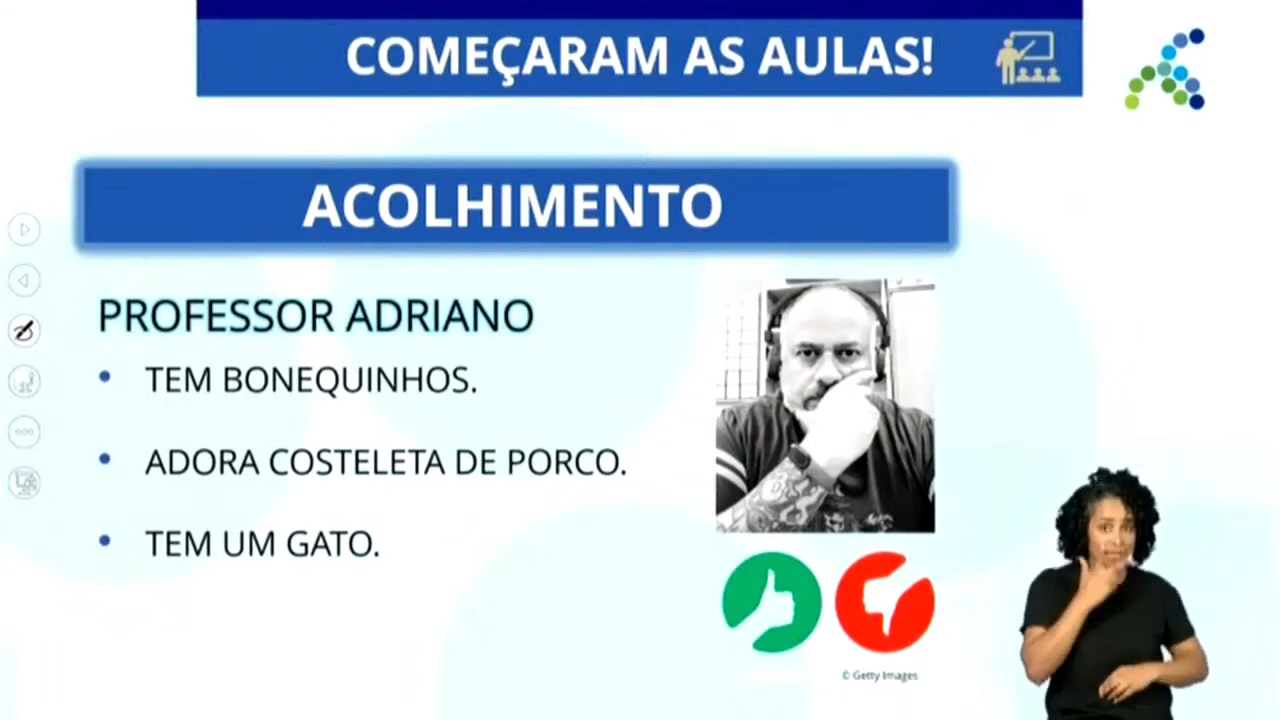 COMEÇARAM AS AULAS!
ACOLHIMENTO
PROFESSOR ADRIANO
• TEM BONEQUINHOS.
• ADORA COSTELETA DE PORCO.
• TEM UM GATO.
© Getty Images